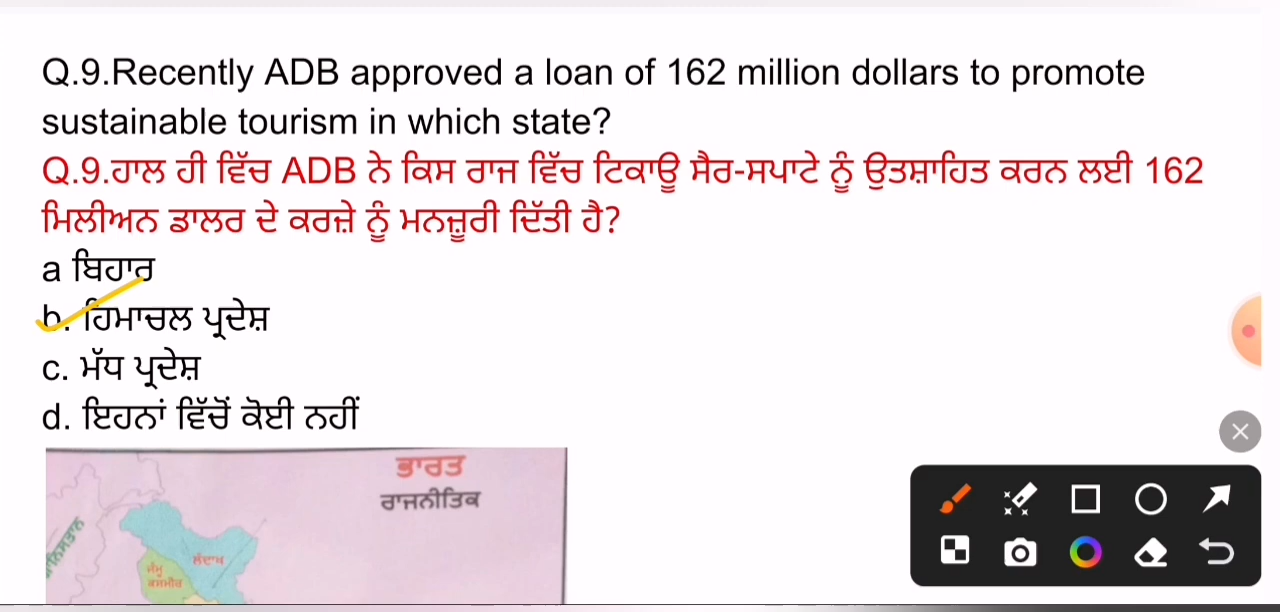 Q.9.Recently ADB approved a loan of 162 million dollars to promote
sustainable tourism in which state?
Q.9.ਹਾਲ ਹੀ ਵਿੱਚ ADB ਨੇ ਕਿਸ ਰਾਜ ਵਿੱਚ ਟਿਕਾਊ ਸੈਰ-ਸਪਾਟੇ ਨੂੰ ਉਤਸ਼ਾਹਿਤ ਕਰਨ ਲਈ 162
ਮਿਲੀਅਨ ਡਾਲਰ ਦੇ ਕਰਜ਼ੇ ਨੂੰ ਮਨਜ਼ੂਰੀ ਦਿੱਤੀ ਹੈ?
a ਬਿਹਾਰ
b. ਹਿਮਾਚਲ ਪ੍ਰਦੇਸ਼
c. ਮੱਧ ਪ੍ਰਦੇਸ਼
d. ਇਹਨਾਂ ਵਿੱਚੋਂ ਕੋਈ ਨਹੀਂ
ਭਾਰਤ
ਰਾਜਨੀਤਿਕ
ਲੱਦਾਖ
ਜੰਮੂ
ਕਸ਼ਮੀਰ